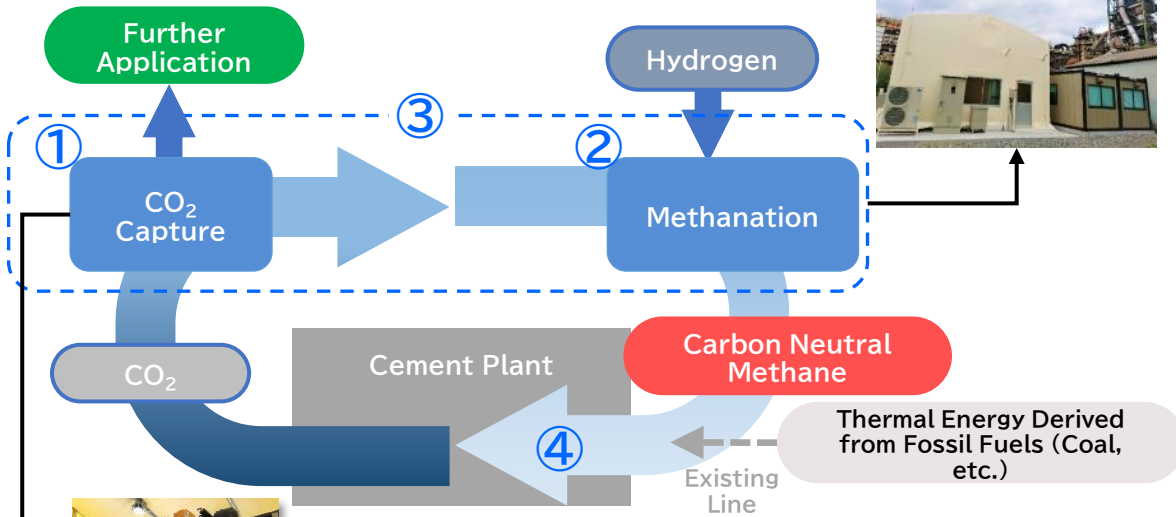 Further
Application
Hydrogen
③
①
②
CO₂
Capture
Methanation
CO₂
Cement Plant
Carbon Neutral
Methane
④
Thermal Energy Derived
from Fossil Fuels (Coal,
etc.)
Existing
Line